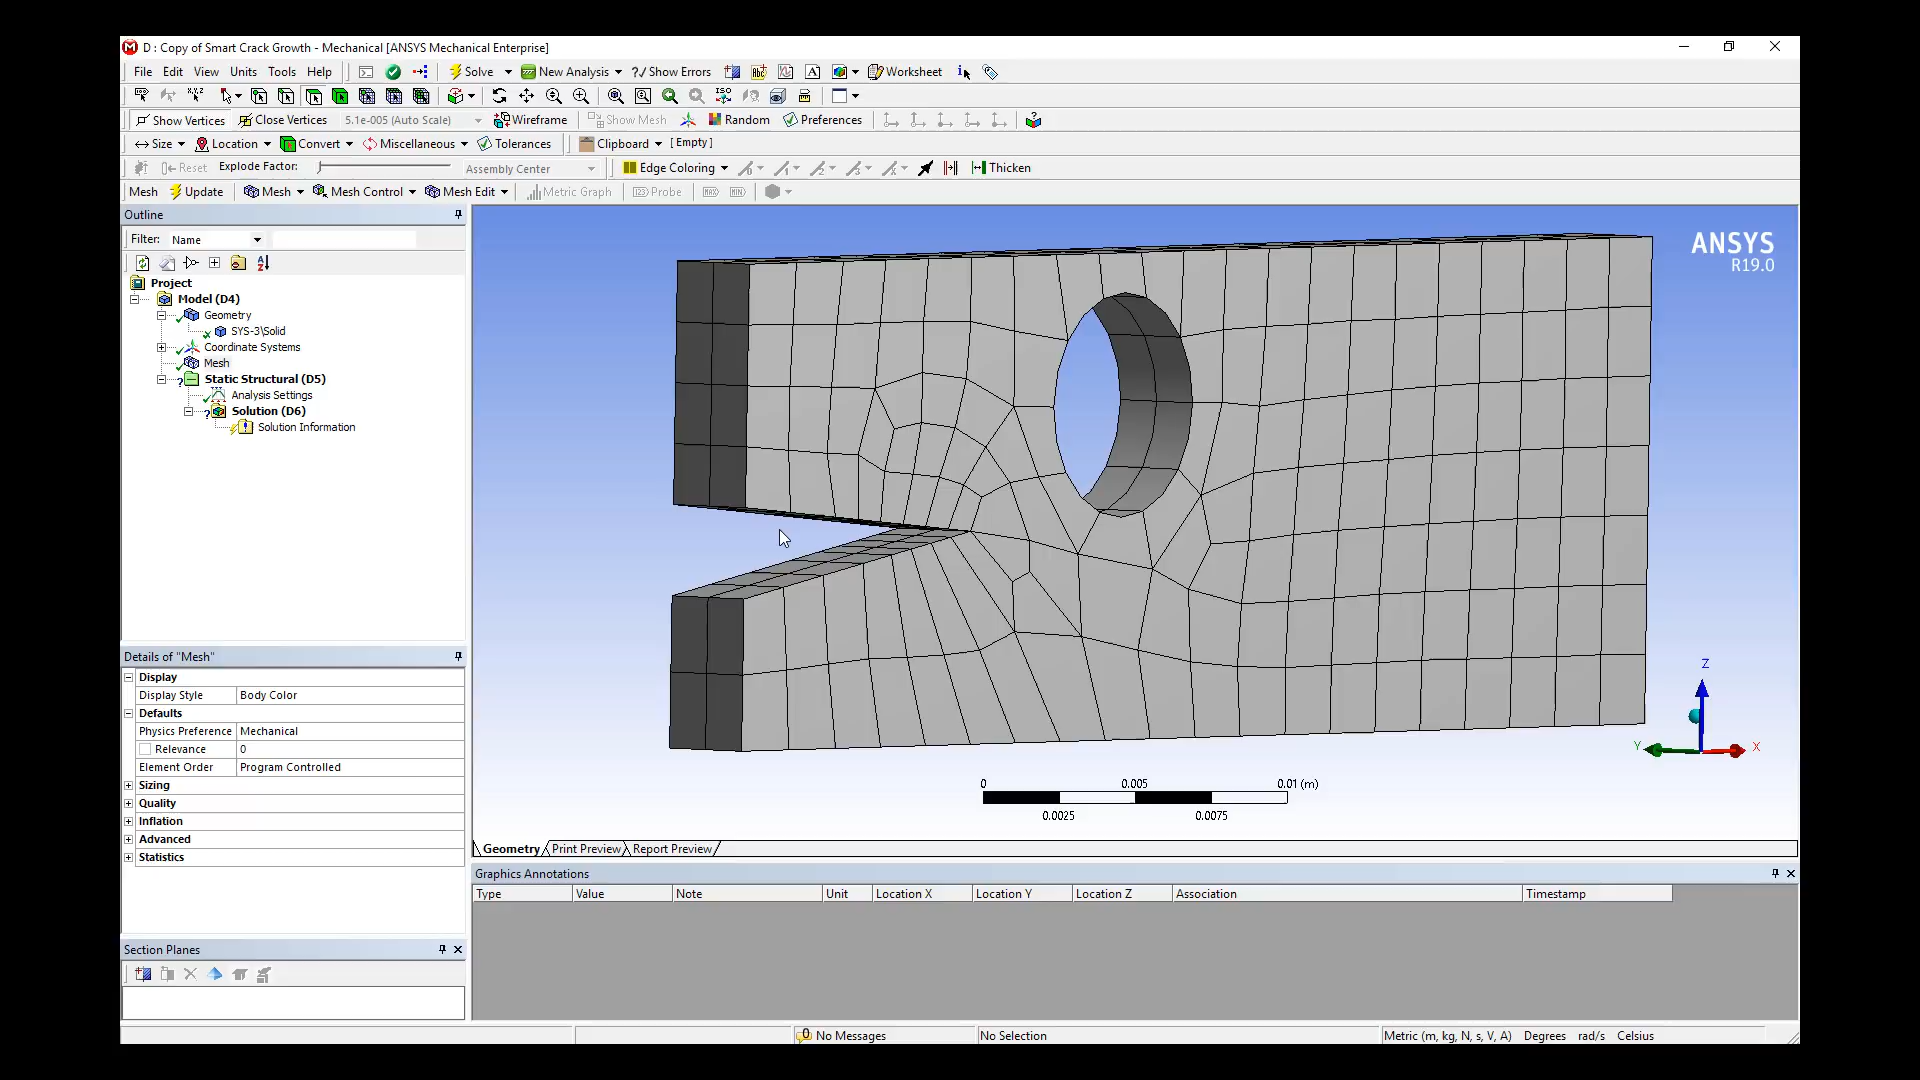 D : Copy of Smart Crack Growth - Mechanical [ANSYS Mechanical Enterprise]
File Edit View Units Tools Help Solve New Analysis ?/Show Errors Worksheet
Show Vertices Close Vertices 5.1e-005 (Auto Scale) Wireframe Show Mesh Random Preferences
Size Location Convert Miscellaneous Tolerances Clipboard [ Empty ]
Reset Explode Factor: Assembly Center Edge Coloring Thicken
Mesh Update Mesh Mesh Control Mesh Edit Metric Graph Probe MAX MIN
Outline
Filter: Name
Project
Model (D4)
Geometry
SYS-3\Solid
Coordinate Systems
Mesh
Static Structural (D5)
Analysis Settings
Solution (D6)
Solution Information
ANSYS
R19.0
Details of "Mesh"
Display
Display Style Body Color
Defaults
Physics Preference Mechanical
Relevance 0
Element Order Program Controlled
Sizing
Quality
Inflation
Advanced
Statistics
Z
Y X
0 0.005 0.01 (m)
0.0025 0.0075
Geometry Print Preview Report Preview
Graphics Annotations
Type Value Note Unit Location X Location Y Location Z Association Timestamp
Section Planes
No Messages No Selection Metric (m, kg, N, s, V, A) Degrees rad/s Celsius